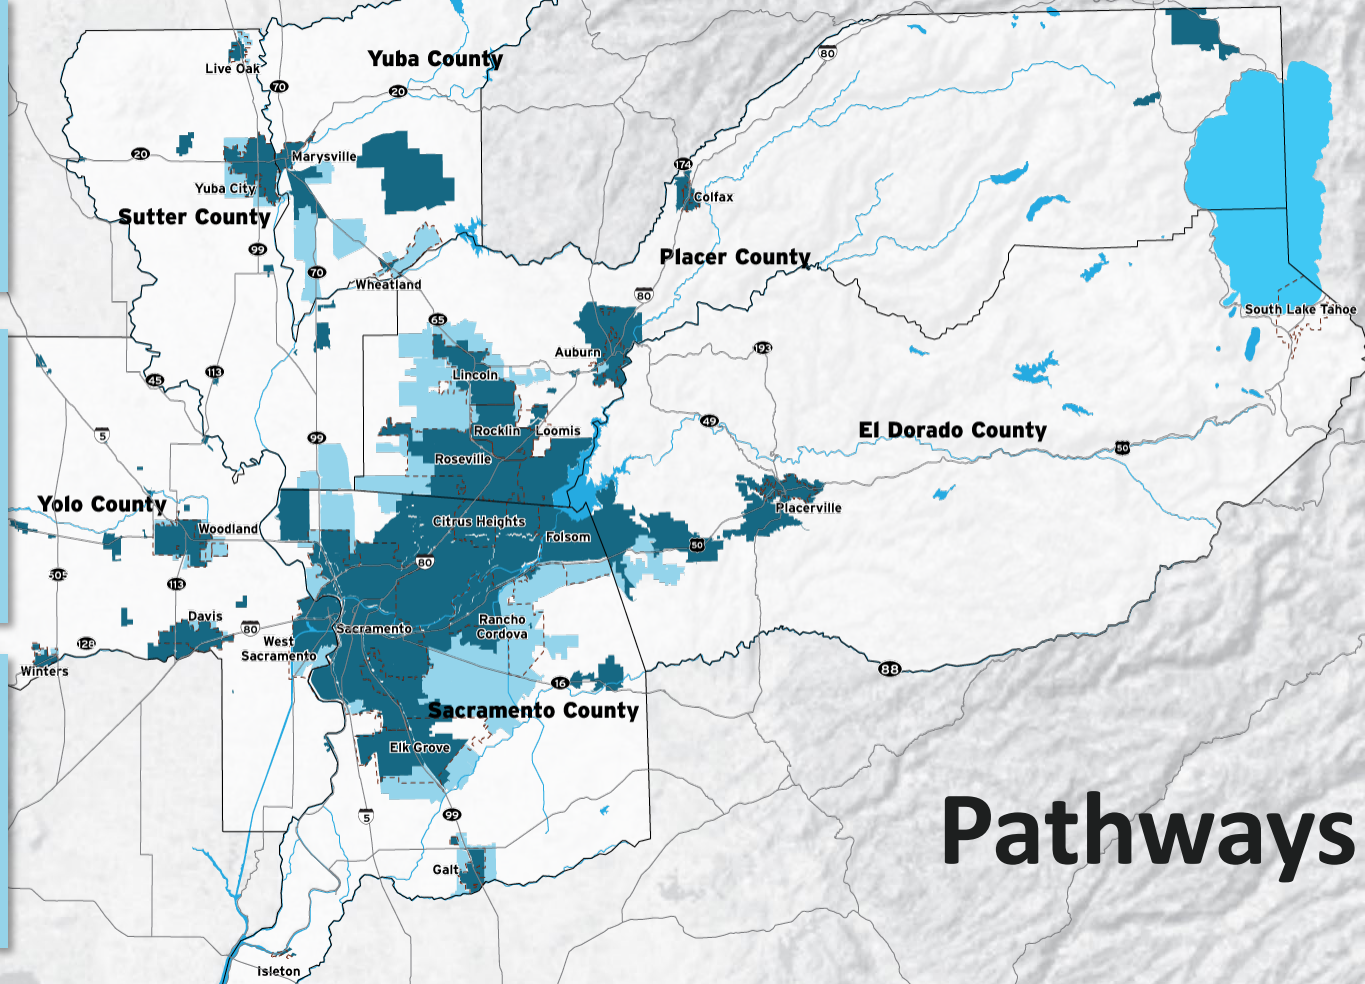 80
Yuba County
Live Oak
70
20
20
Marysville
174
Yuba City
Colfax
Sutter County
99
Placer County
70
Wheatland
80
South Lake Tahoe
65
193
Auburn
113
Lincoln
45
49
Rocklin
Loomis
El Dorado County
5
99
50
Roseville
Yolo County
Placerville
Citrus Heights
Woodland
Folsom
50
80
505
113
Davis
Rancho
Cordova
80
Sacramento
128
West
Sacramento
Winters
88
16
Sacramento County
Elk Grove
5
99
Pathways
Galt
Isleton